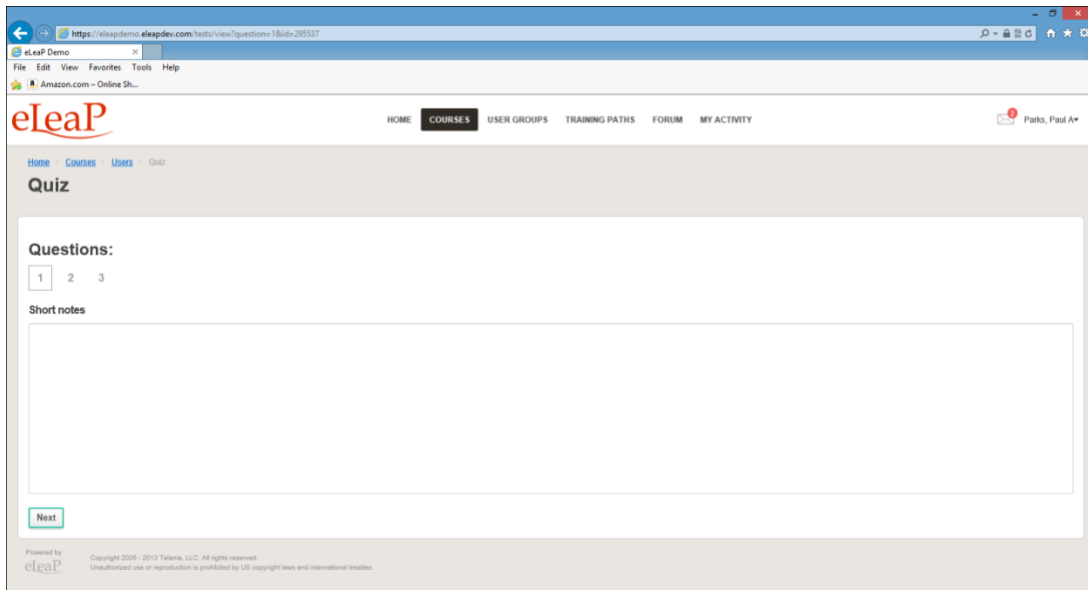 https://eleapdemo.eleapdev.com/tests/view?question=1&id=295537
eLeaP Demo
File Edit View Favorites Tools Help
Amazon.com – Online Sh...
eLeaP
HOME COURSES USER GROUPS TRAINING PATHS FORUM MY ACTIVITY
2
Parks, Paul A
Home / Courses / Users / Quiz
Quiz
Questions:
1 2 3
Short notes
Next
Powered by
eLeaP
Copyright 2005 - 2013 Telania, LLC, All rights reserved.
Unauthorized use or reproduction is prohibited by US copyright laws and international treaties.